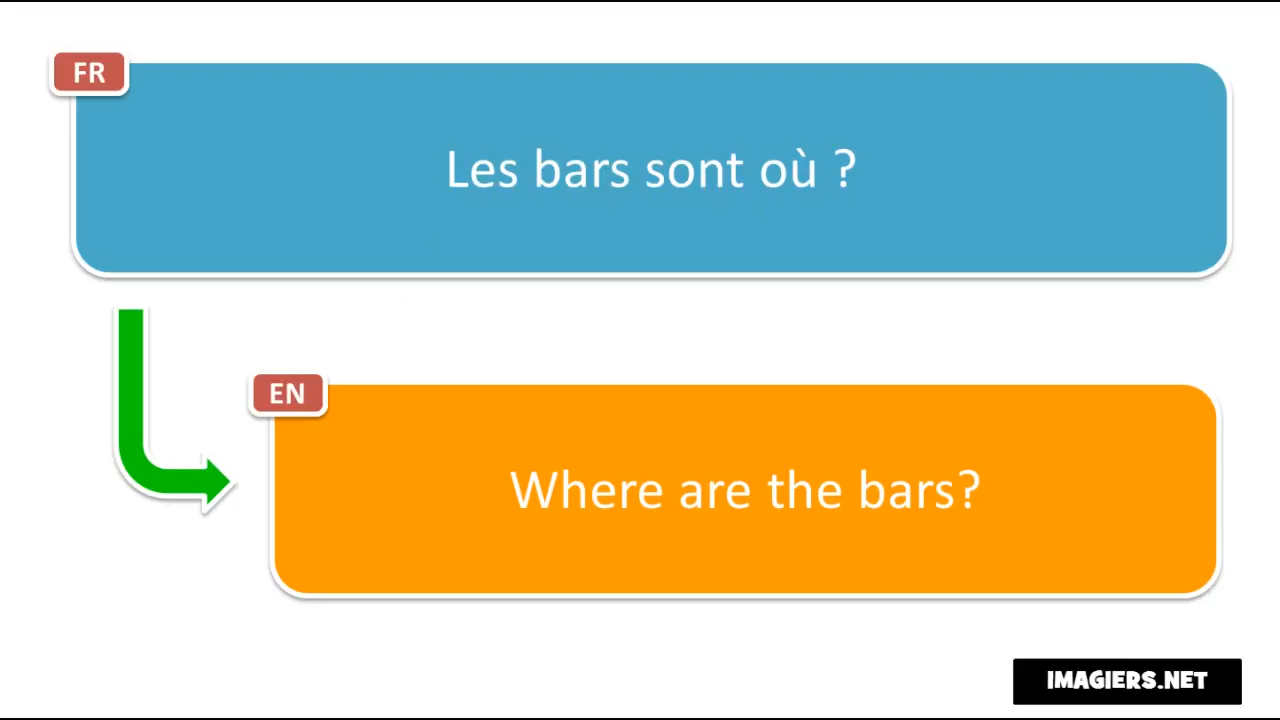 FR
Les bars sont où ?
EN
Where are the bars?
IMAGIERS.NET